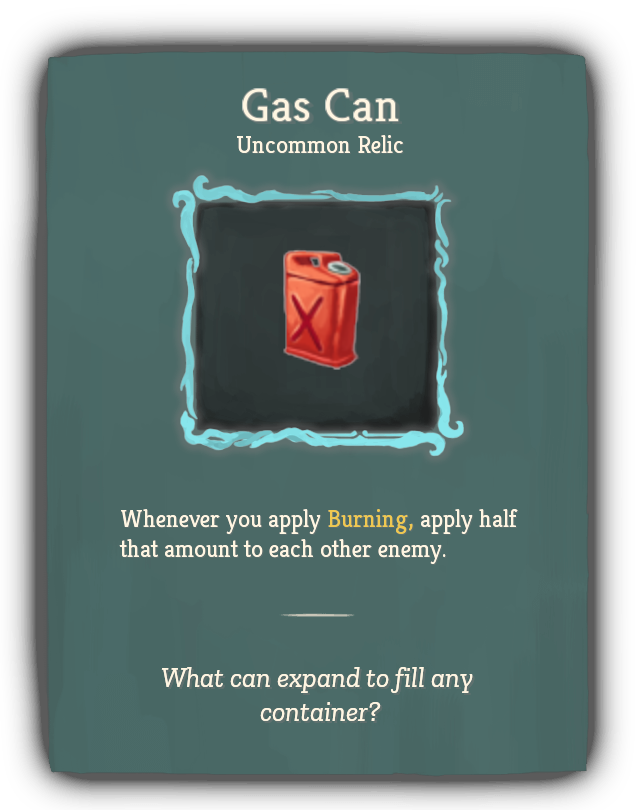 Gas Can
Uncommon Relic
Whenever you apply Burning, apply half
that amount to each other enemy.
What can expand to fill any
container?